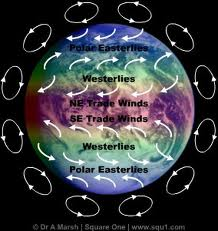 Polar Easterlies
Westerlies
NE Trade Winds
SE Trade Winds
Westerlies
Polar Easterlies
© Dr A Marsh | Square One | www.squ1.com